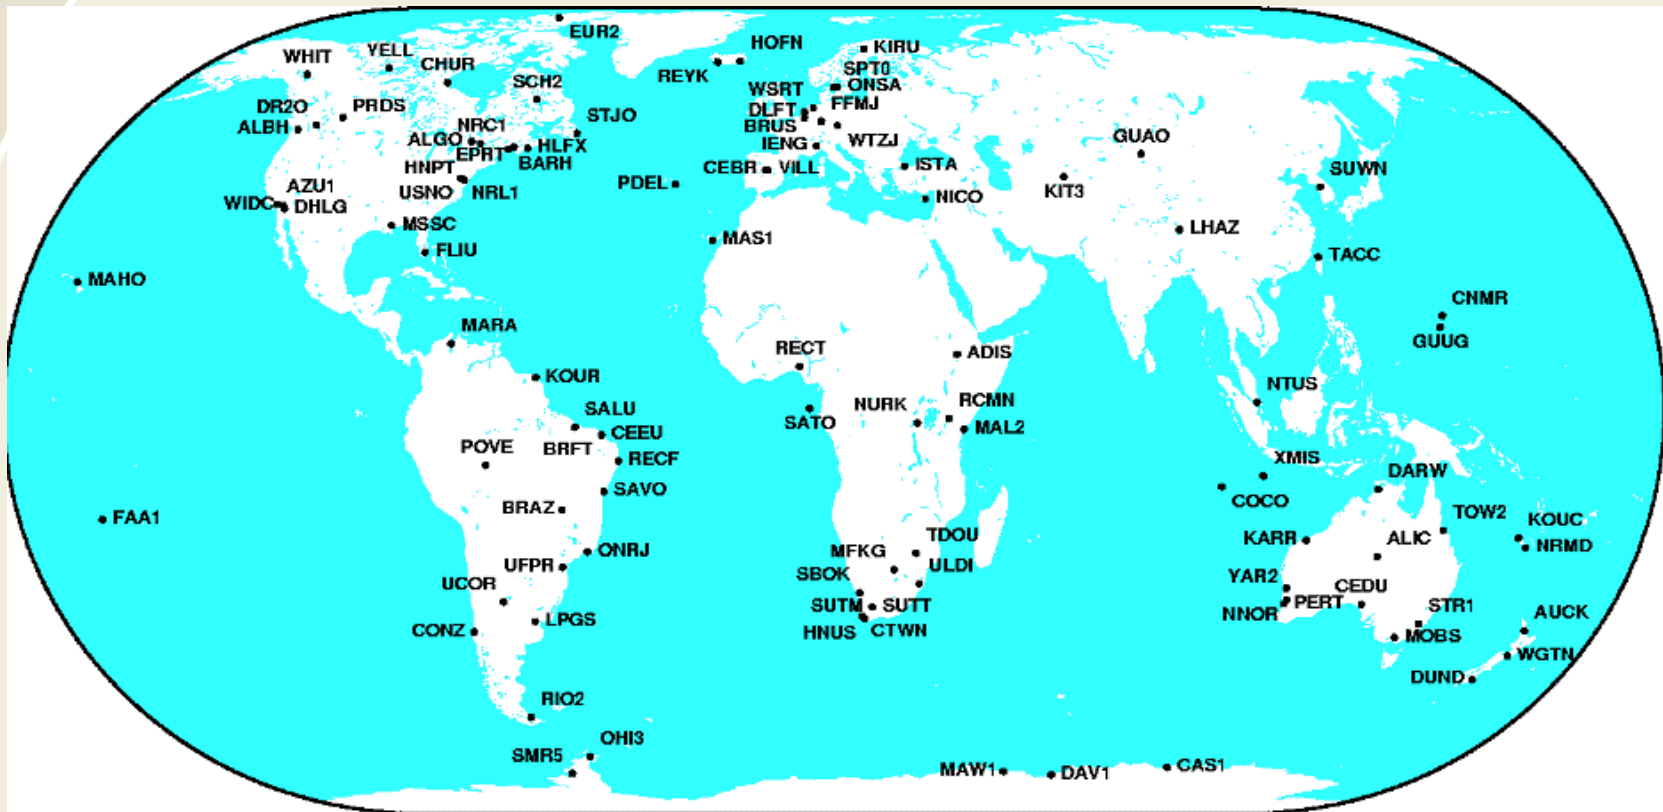 EUR2
HOFN
KIRU
YELL
WHIT
CHUR
REYK
SPT0
SCH2
WSRT
ONSA
DR2O
PRDS
DLFT
FFMJ
STJO
ALBH
NRC1
BRUS
ALGO
WTZJ
GUAO
IENG
HLFX
EPRT
BARH
HNPT
CEBR
VILL
ISTA
SUWN
AZU1
USNO
NRL1
PDEL
KIT3
WIDC
DHLG
NICO
MSSC
LHAZ
MAS1
FLIU
TACC
MAHO
CNMR
MARA
GUUG
RECT
ADIS
KOUR
NTUS
SALU
NURK
RCMN
SATO
CEEU
MAL2
POVE
BRFT
RECF
XMIS
DARW
SAVO
COCO
BRAZ
TOW2
FAA1
KOUC
TDOU
KARR
ALIC
NRMD
ONRJ
MFKG
UFPR
SBOK
ULDI
UCOR
YAR2
CEDU
SUTM
SUTT
PERT
STR1
NNOR
AUCK
LPGS
CONZ
HNUS
CTWN
MOBS
WGTN
DUND
RIO2
OHI3
SMR5
MAW1
DAV1
CAS1